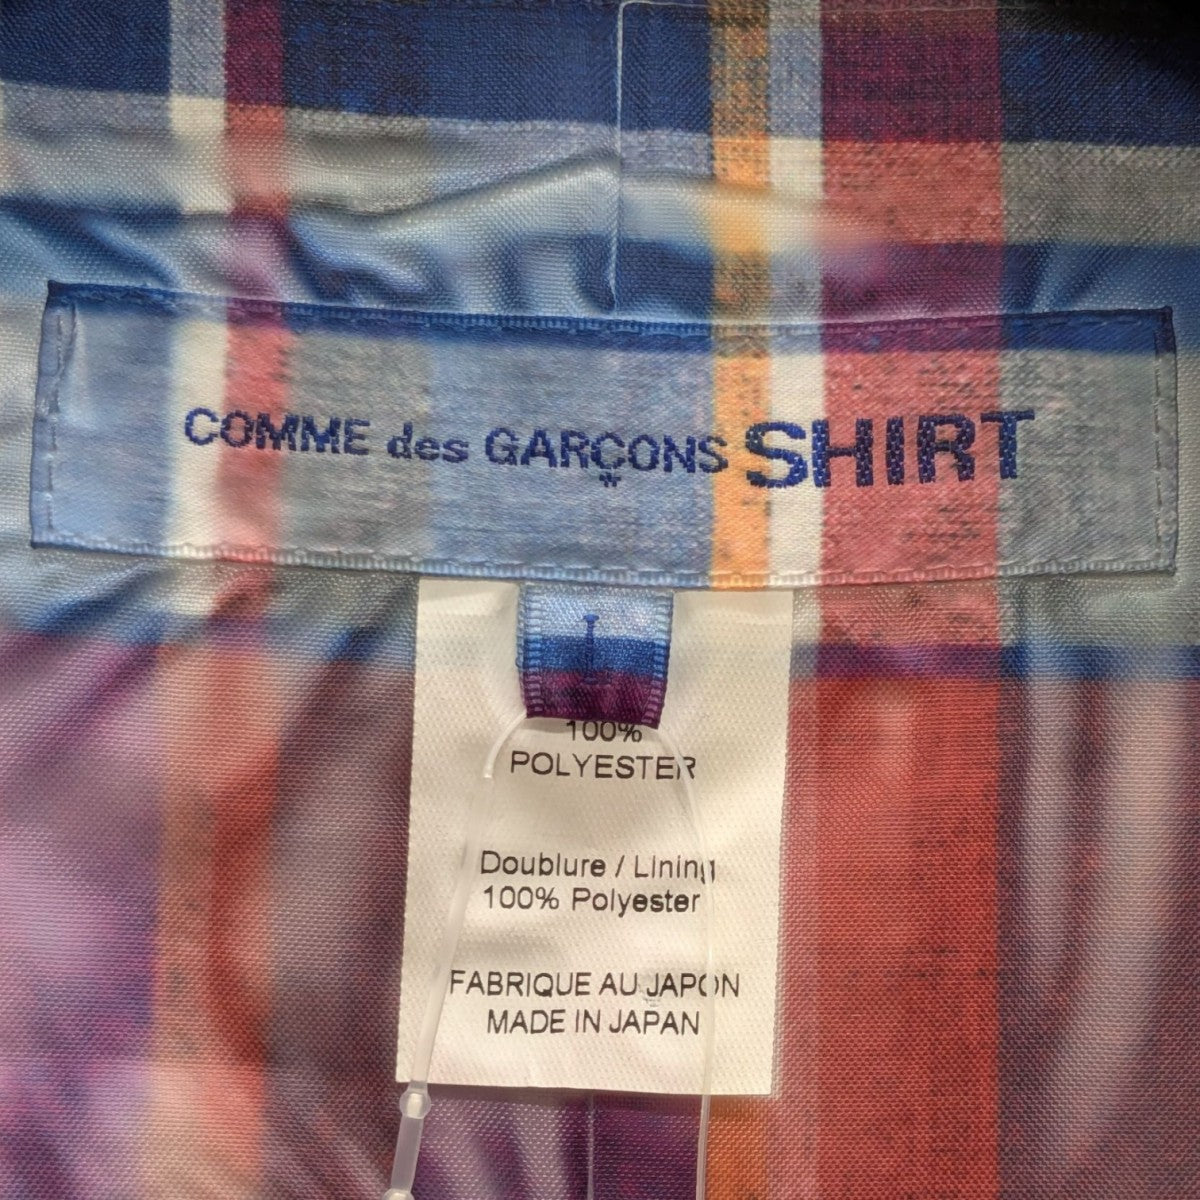 COMME des GARÇONS SHIRT
L
100%
POLYESTER
Doublure / Lining
100% Polyester
FABRIQUE AU JAPON
MADE IN JAPAN